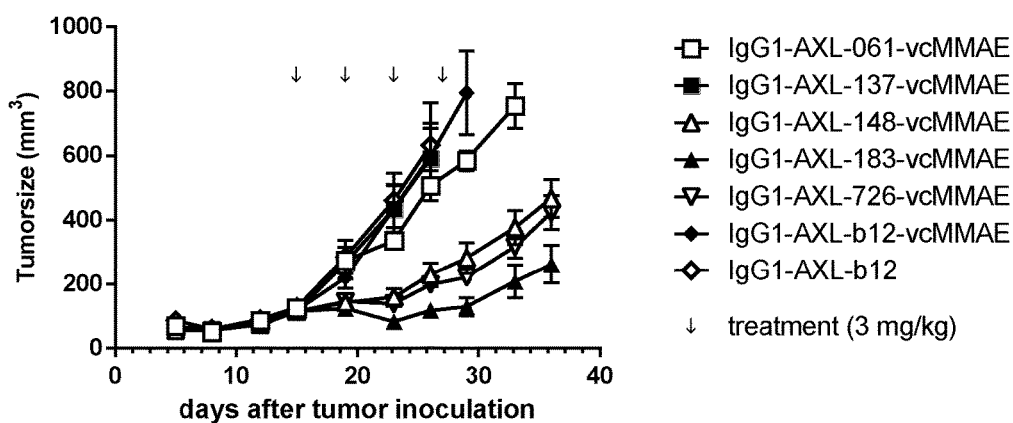 1000
800
600
400
200
0
Tumorsize (mm³)
0 10 20 30 40
days after tumor inoculation
IgG1-AXL-061-vcMMAE
IgG1-AXL-137-vcMMAE
IgG1-AXL-148-vcMMAE
IgG1-AXL-183-vcMMAE
IgG1-AXL-726-vcMMAE
IgG1-AXL-b12-vcMMAE
IgG1-AXL-b12
↓ treatment (3 mg/kg)